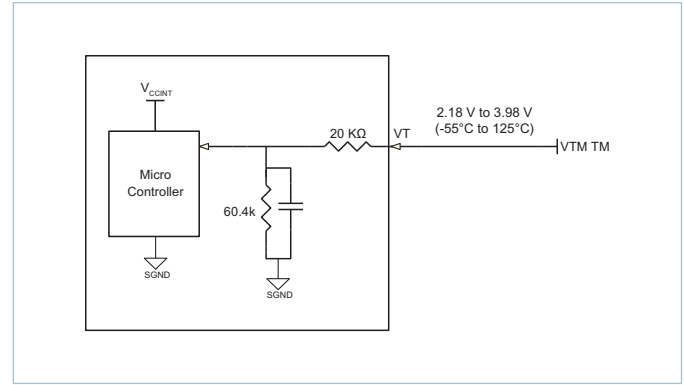 V_CCINT
2.18 V to 3.98 V
(-55°C to 125°C)
20 KΩ
VT
VTM TM
Micro
Controller
60.4k
SGND
SGND